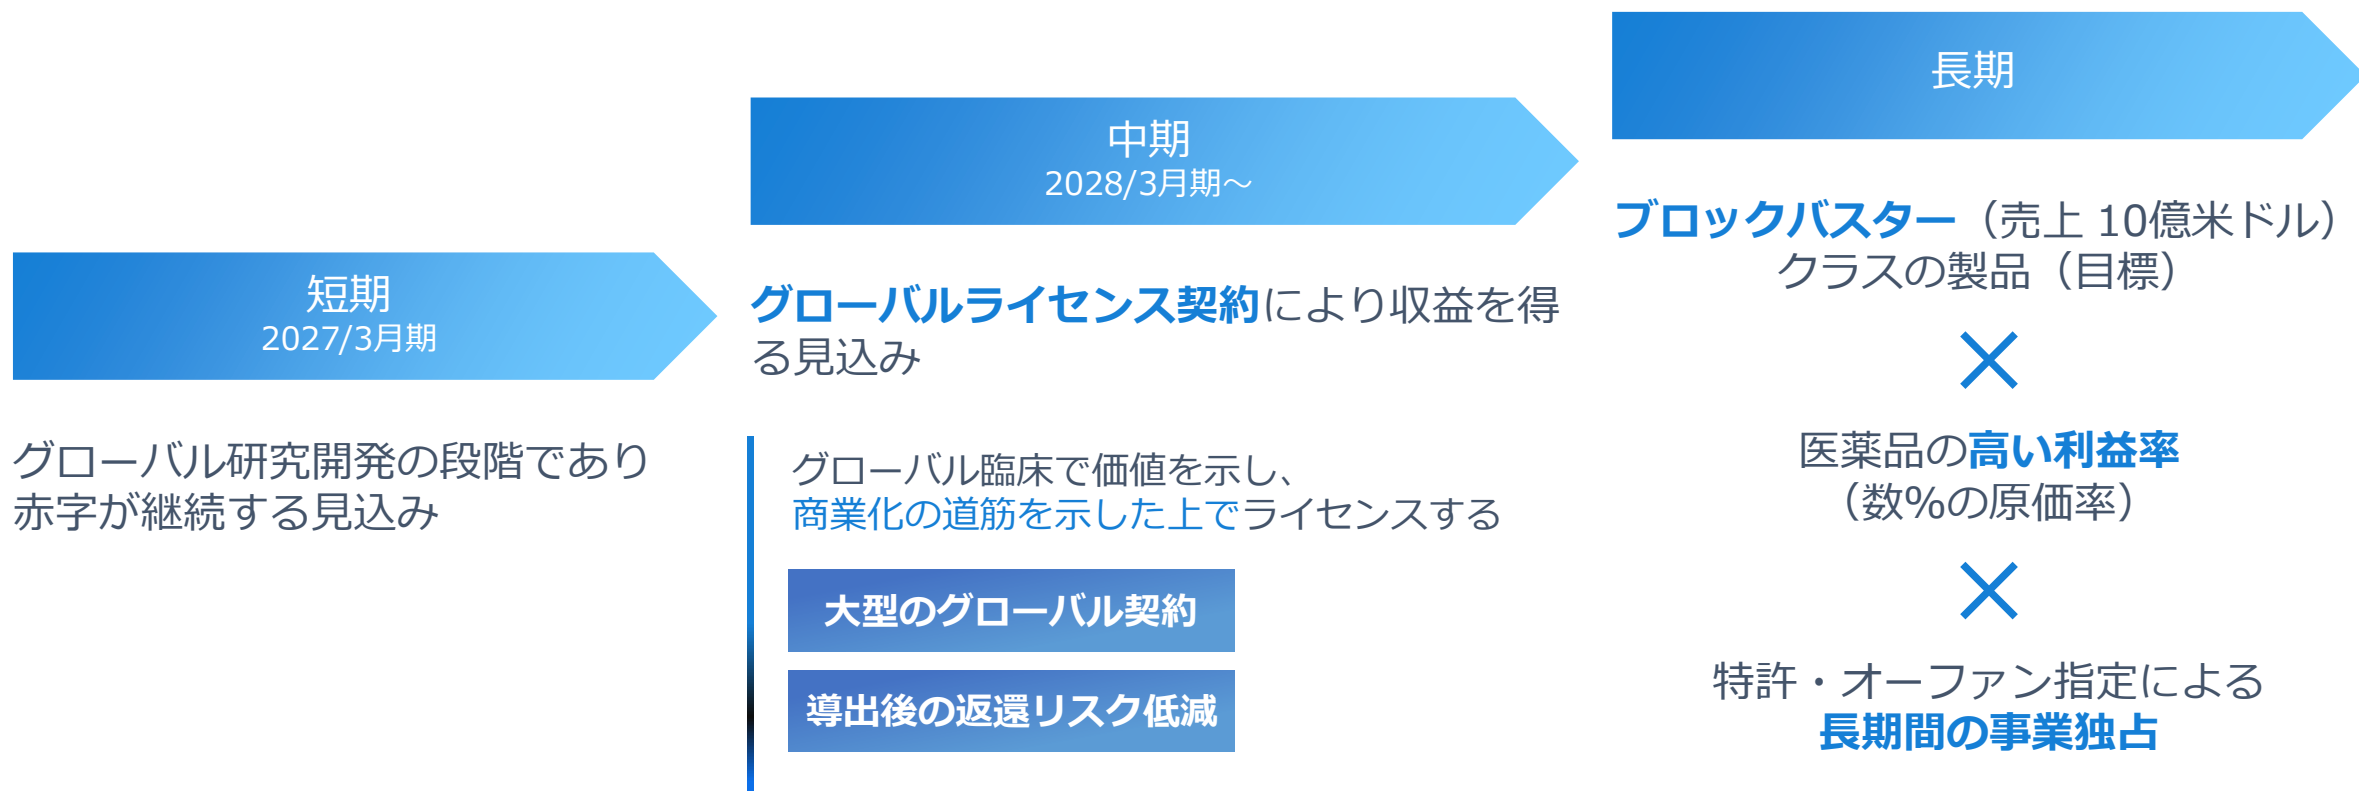 短期
2027/3月期
グローバル研究開発の段階であり
赤字が継続する見込み
中期
2028/3月期～
グローバルライセンス契約により収益を得
る見込み
グローバル臨床で価値を示し、
商業化の道筋を示した上でライセンスする
大型のグローバル契約
導出後の返還リスク低減
長期
ブロックバスター（売上 10億米ドル）
クラスの製品（目標）
×
医薬品の高い利益率
（数%の原価率）
×
特許・オーファン指定による
長期間の事業独占